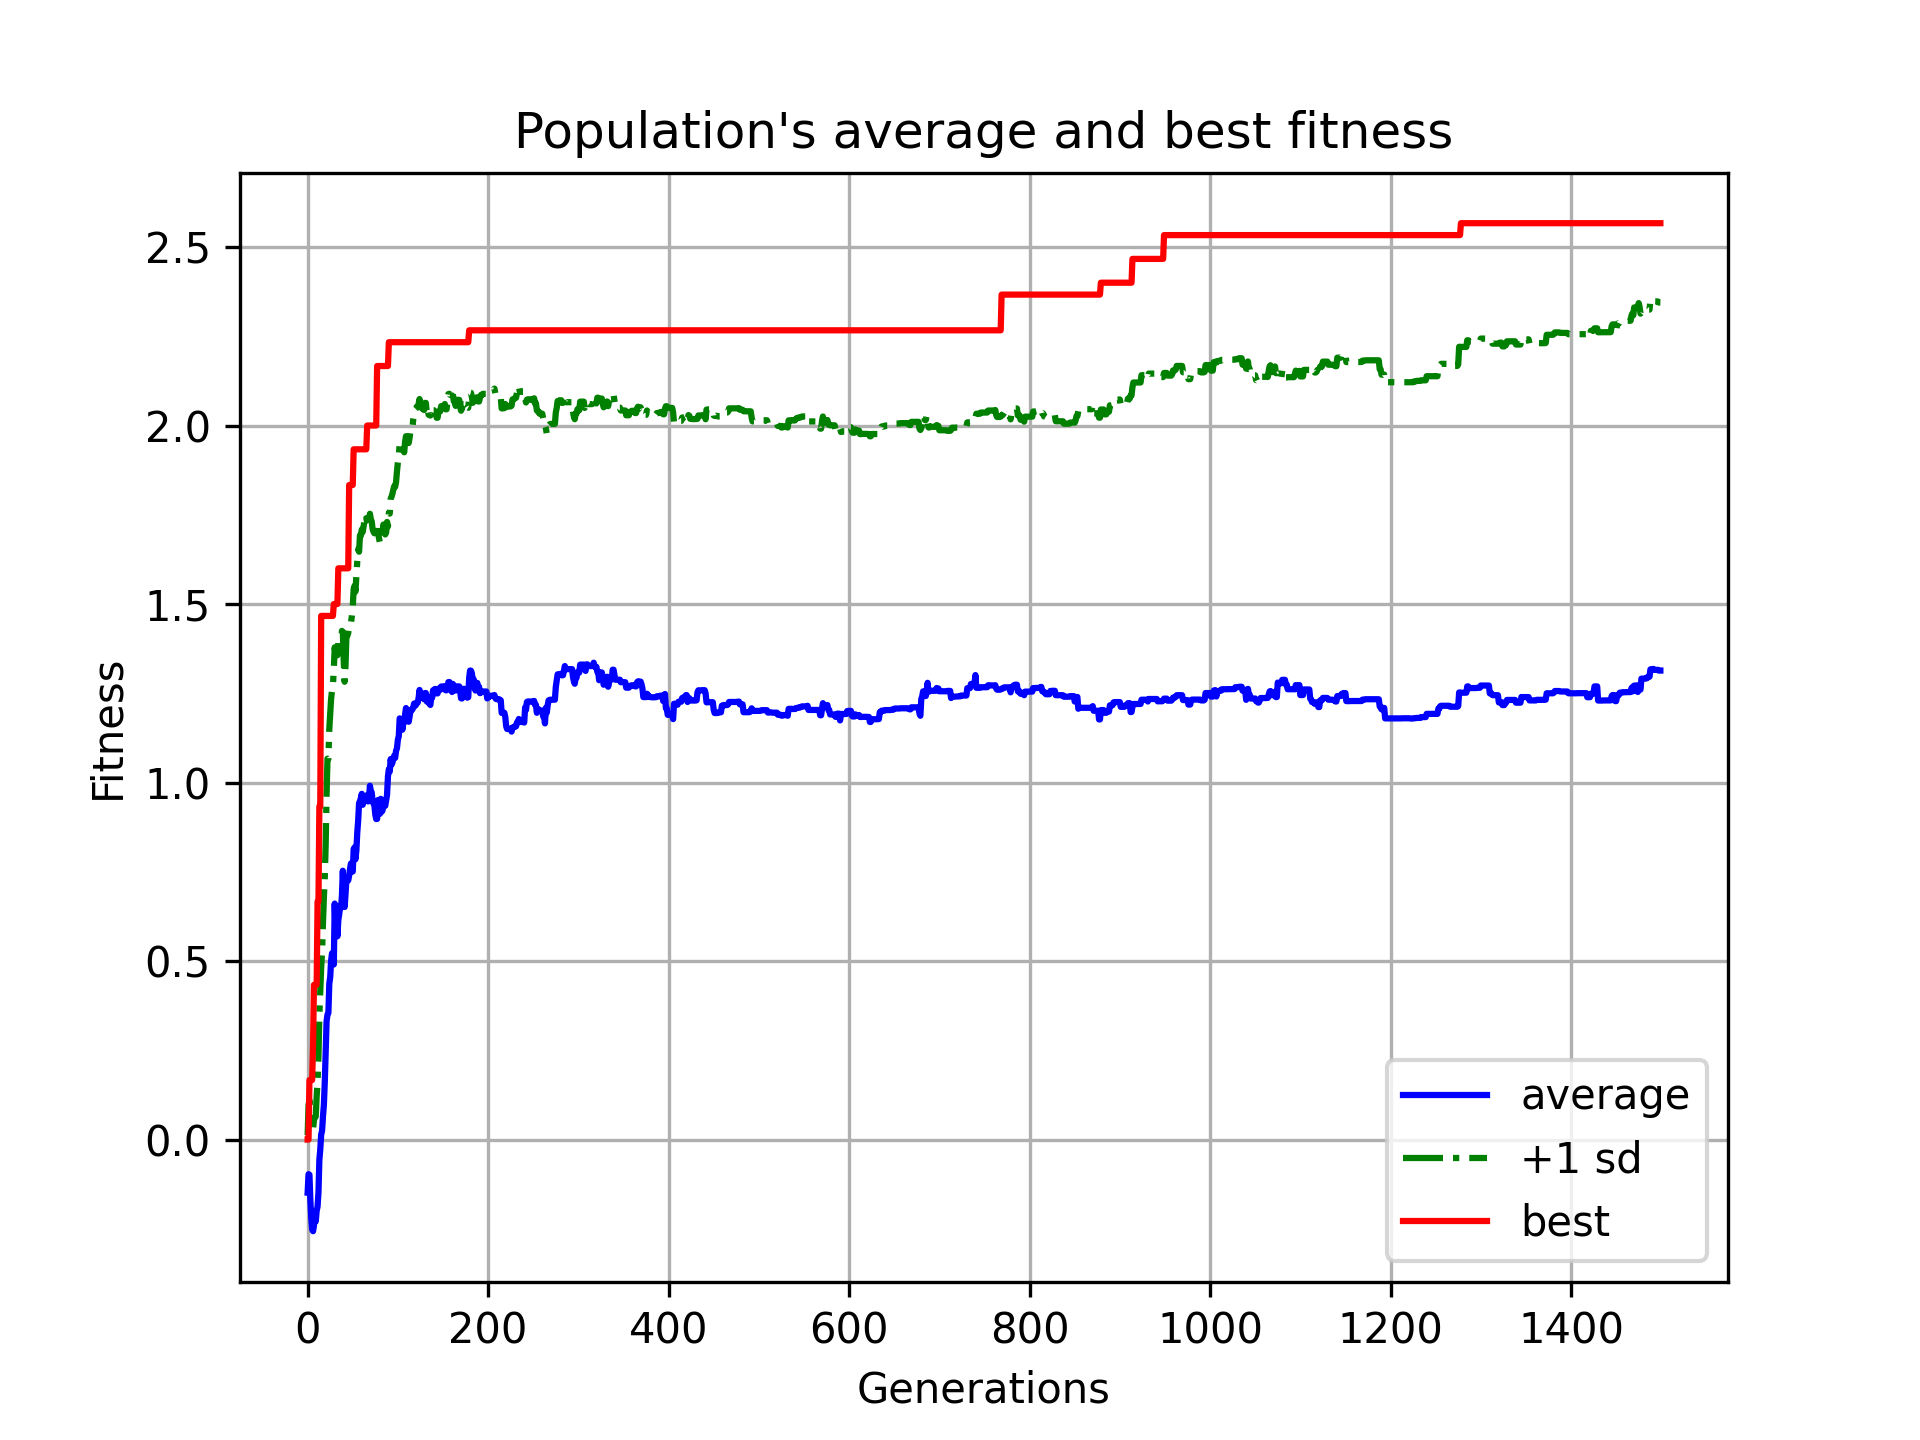 Population's average and best fitness
Fitness
2.5
2.0
1.5
1.0
0.5
0.0
0 200 400 600 800 1000 1200 1400
Generations
average
+1 sd
best